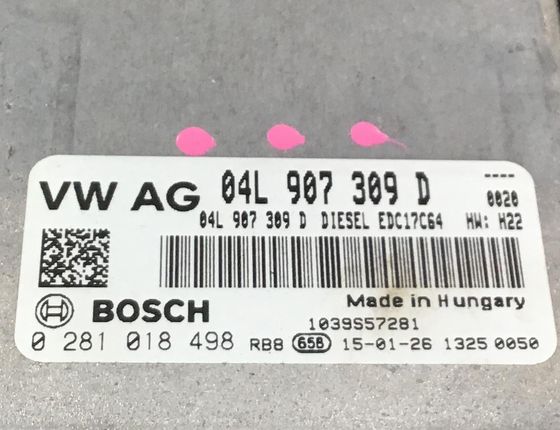 VW AG 04L 907 309 D ----
0020
04L 907 309 D DIESEL EDC17C64 HW: H22
Made in Hungary
BOSCH
1039S57281
0 281 018 498 RB8 658 15-01-26 1325 0050